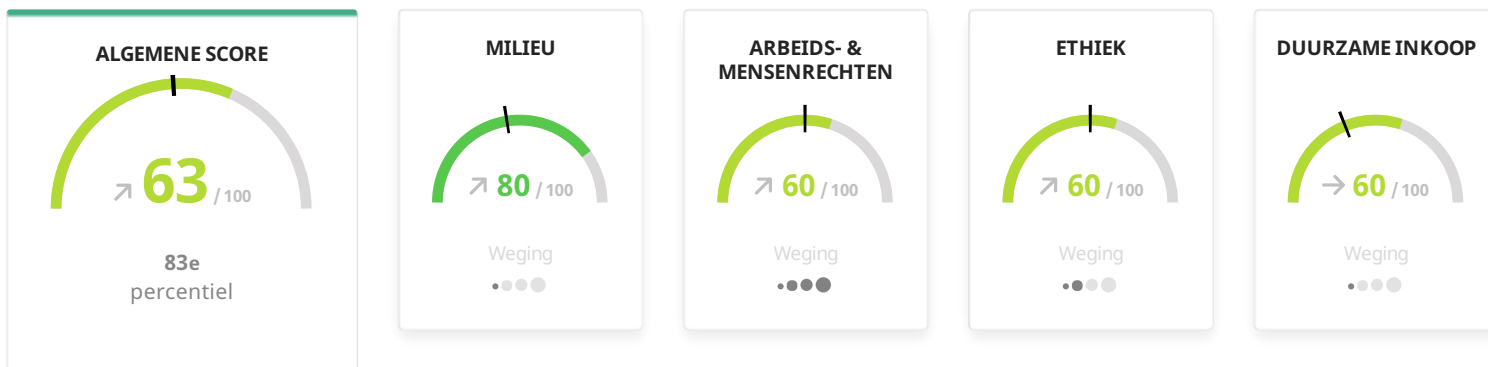 ALGEMENE SCORE
63 / 100
83e
percentiel
MILIEU
80 / 100
Weging
ARBEIDS- &
MENSENRECHTEN
60 / 100
Weging
ETHIEK
60 / 100
Weging
DUURZAME INKOOP
60 / 100
Weging